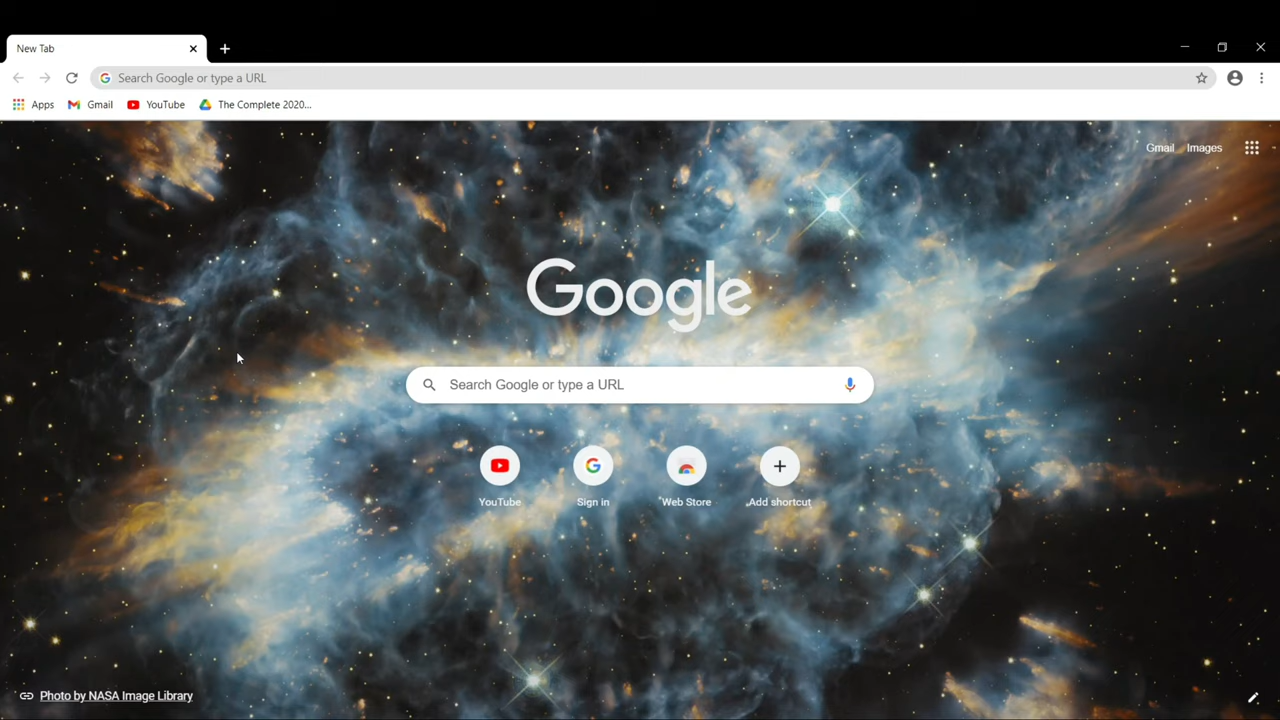 New Tab
Search Google or type a URL
Apps Gmail YouTube The Complete 2020...
Gmail Images
Google
Search Google or type a URL
YouTube Sign in Web Store Add shortcut
Photo by NASA Image Library